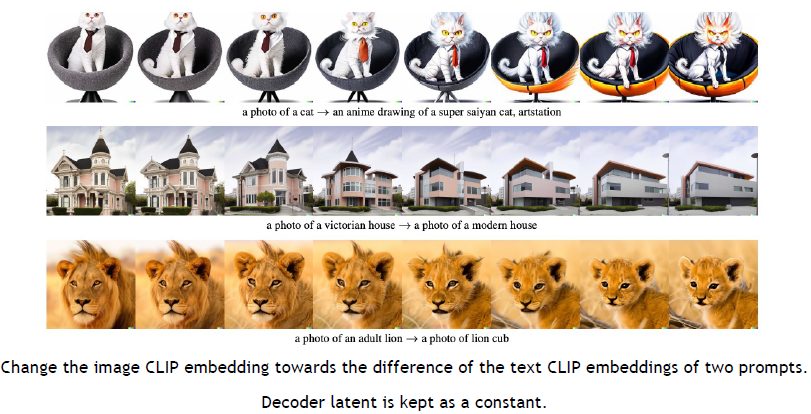 a photo of a cat → an anime drawing of a super saiyan cat, artstation
a photo of a victorian house → a photo of a modern house
a photo of an adult lion → a photo of lion cub
Change the image CLIP embedding towards the difference of the text CLIP embeddings of two prompts.
Decoder latent is kept as a constant.